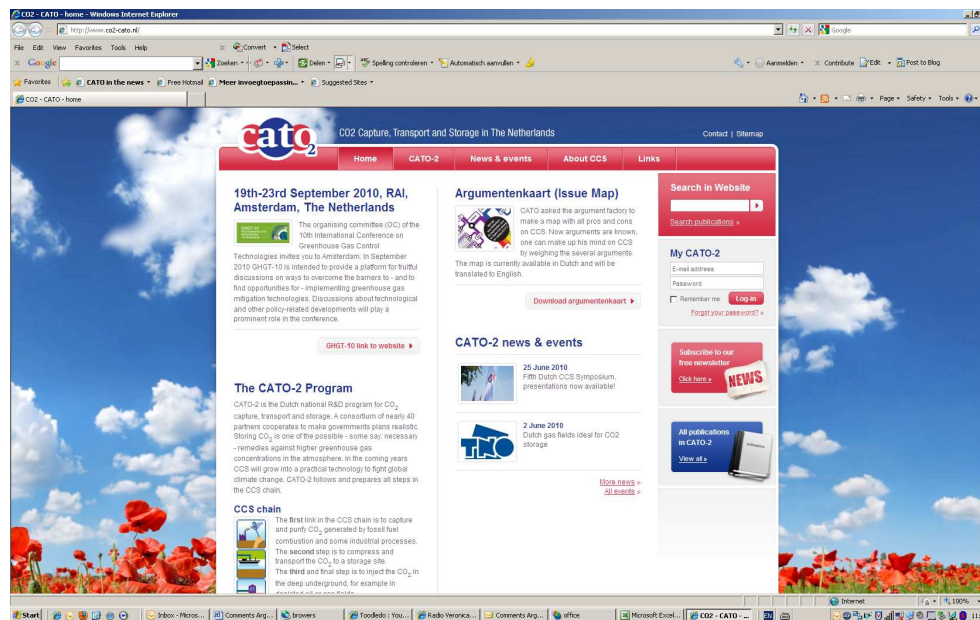 CO2 - CATO - home - Windows Internet Explorer
http://www.co2-cato.nl/
Google
File Edit View Favorites Tools Help
x Convert Select
x Google
Zoeken Delen Spelling controleren Automatisch aanvullen
Aanmelden x Contribute Edit Post to Blog
Favorites CATO in the news Free Hotmail Meer invoegtoepassin... Suggested Sites
CO2 - CATO - home
Page Safety Tools
cato2
CO2 Capture, Transport and Storage in The Netherlands
Contact | Sitemap
Home CATO-2 News & events About CCS Links
19th-23rd September 2010, RAI,
Amsterdam, The Netherlands
The organising committee (OC) of the
10th International Conference on
Greenhouse Gas Control
Technologies invites you to Amsterdam. In September
2010 GHGT-10 is intended to provide a platform for fruitful
discussions on ways to overcome the barriers to - and to
find opportunities for - implementing greenhouse gas
mitigation technologies. Discussions about technological
and other policy-related developments will play a
prominent role in the conference.
GHGT-10 link to website
The CATO-2 Program
CATO-2 is the Dutch national R&D program for CO2
capture, transport and storage. A consortium of nearly 40
partners cooperates to make governments plans realistic.
Storing CO2 is one of the possible - some say: necessary
- remedies against higher greenhouse gas
concentrations in the atmosphere. In the coming years
CCS will grow into a practical technology to fight global
climate change. CATO-2 follows and prepares all steps in
the CCS chain.
CCS chain
The first link in the CCS chain is to capture
and purify CO2 generated by fossil fuel
combustion and some industrial processes.
The second step is to compress and
transport the CO2 to a storage site.
The third and final step is to inject the CO2 in
the deep underground, for example in
depleted oil or gas fields.
Argumentenkaart (Issue Map)
CATO asked the argument factory to
make a map with all pros and cons
on CCS. Now arguments are known,
one can make up his mind on CCS
by weighing the several arguments.
The map is currently available in Dutch and will be
translated to English.
Download argumentenkaart
CATO-2 news & events
25 June 2010
Fifth Dutch CCS Symposium,
presentations now available!
TNO
2 June 2010
Dutch gas fields ideal for CO2
storage
More news »
All events »
Search in Website
Search publications »
My CATO-2
E-mail address
Password
Remember me Log-in
Forgot your password? »
Subscribe to our
free newsletter
Click here »
NEWS
All publications
in CATO-2
View all »
Internet 100%
Start Inbox - Micros... Comments Arg... browers Toodledo : You... Radio Veronica... Comments Arg... office Microsoft Excel... CO2 - CATO - ... EN